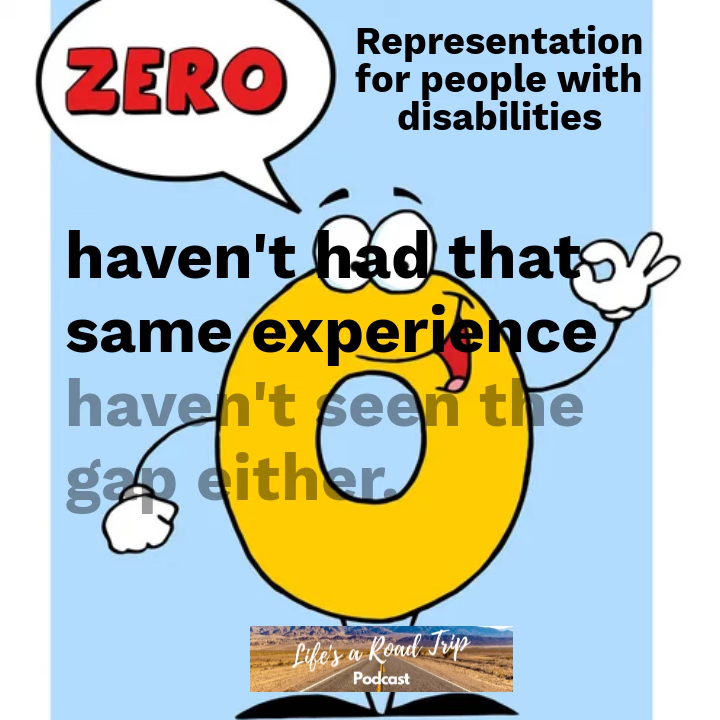 ZERO
Representation
for people with
disabilities
haven't had that
same experience
haven't seen the
gap either.
Life's a Road Trip
Podcast